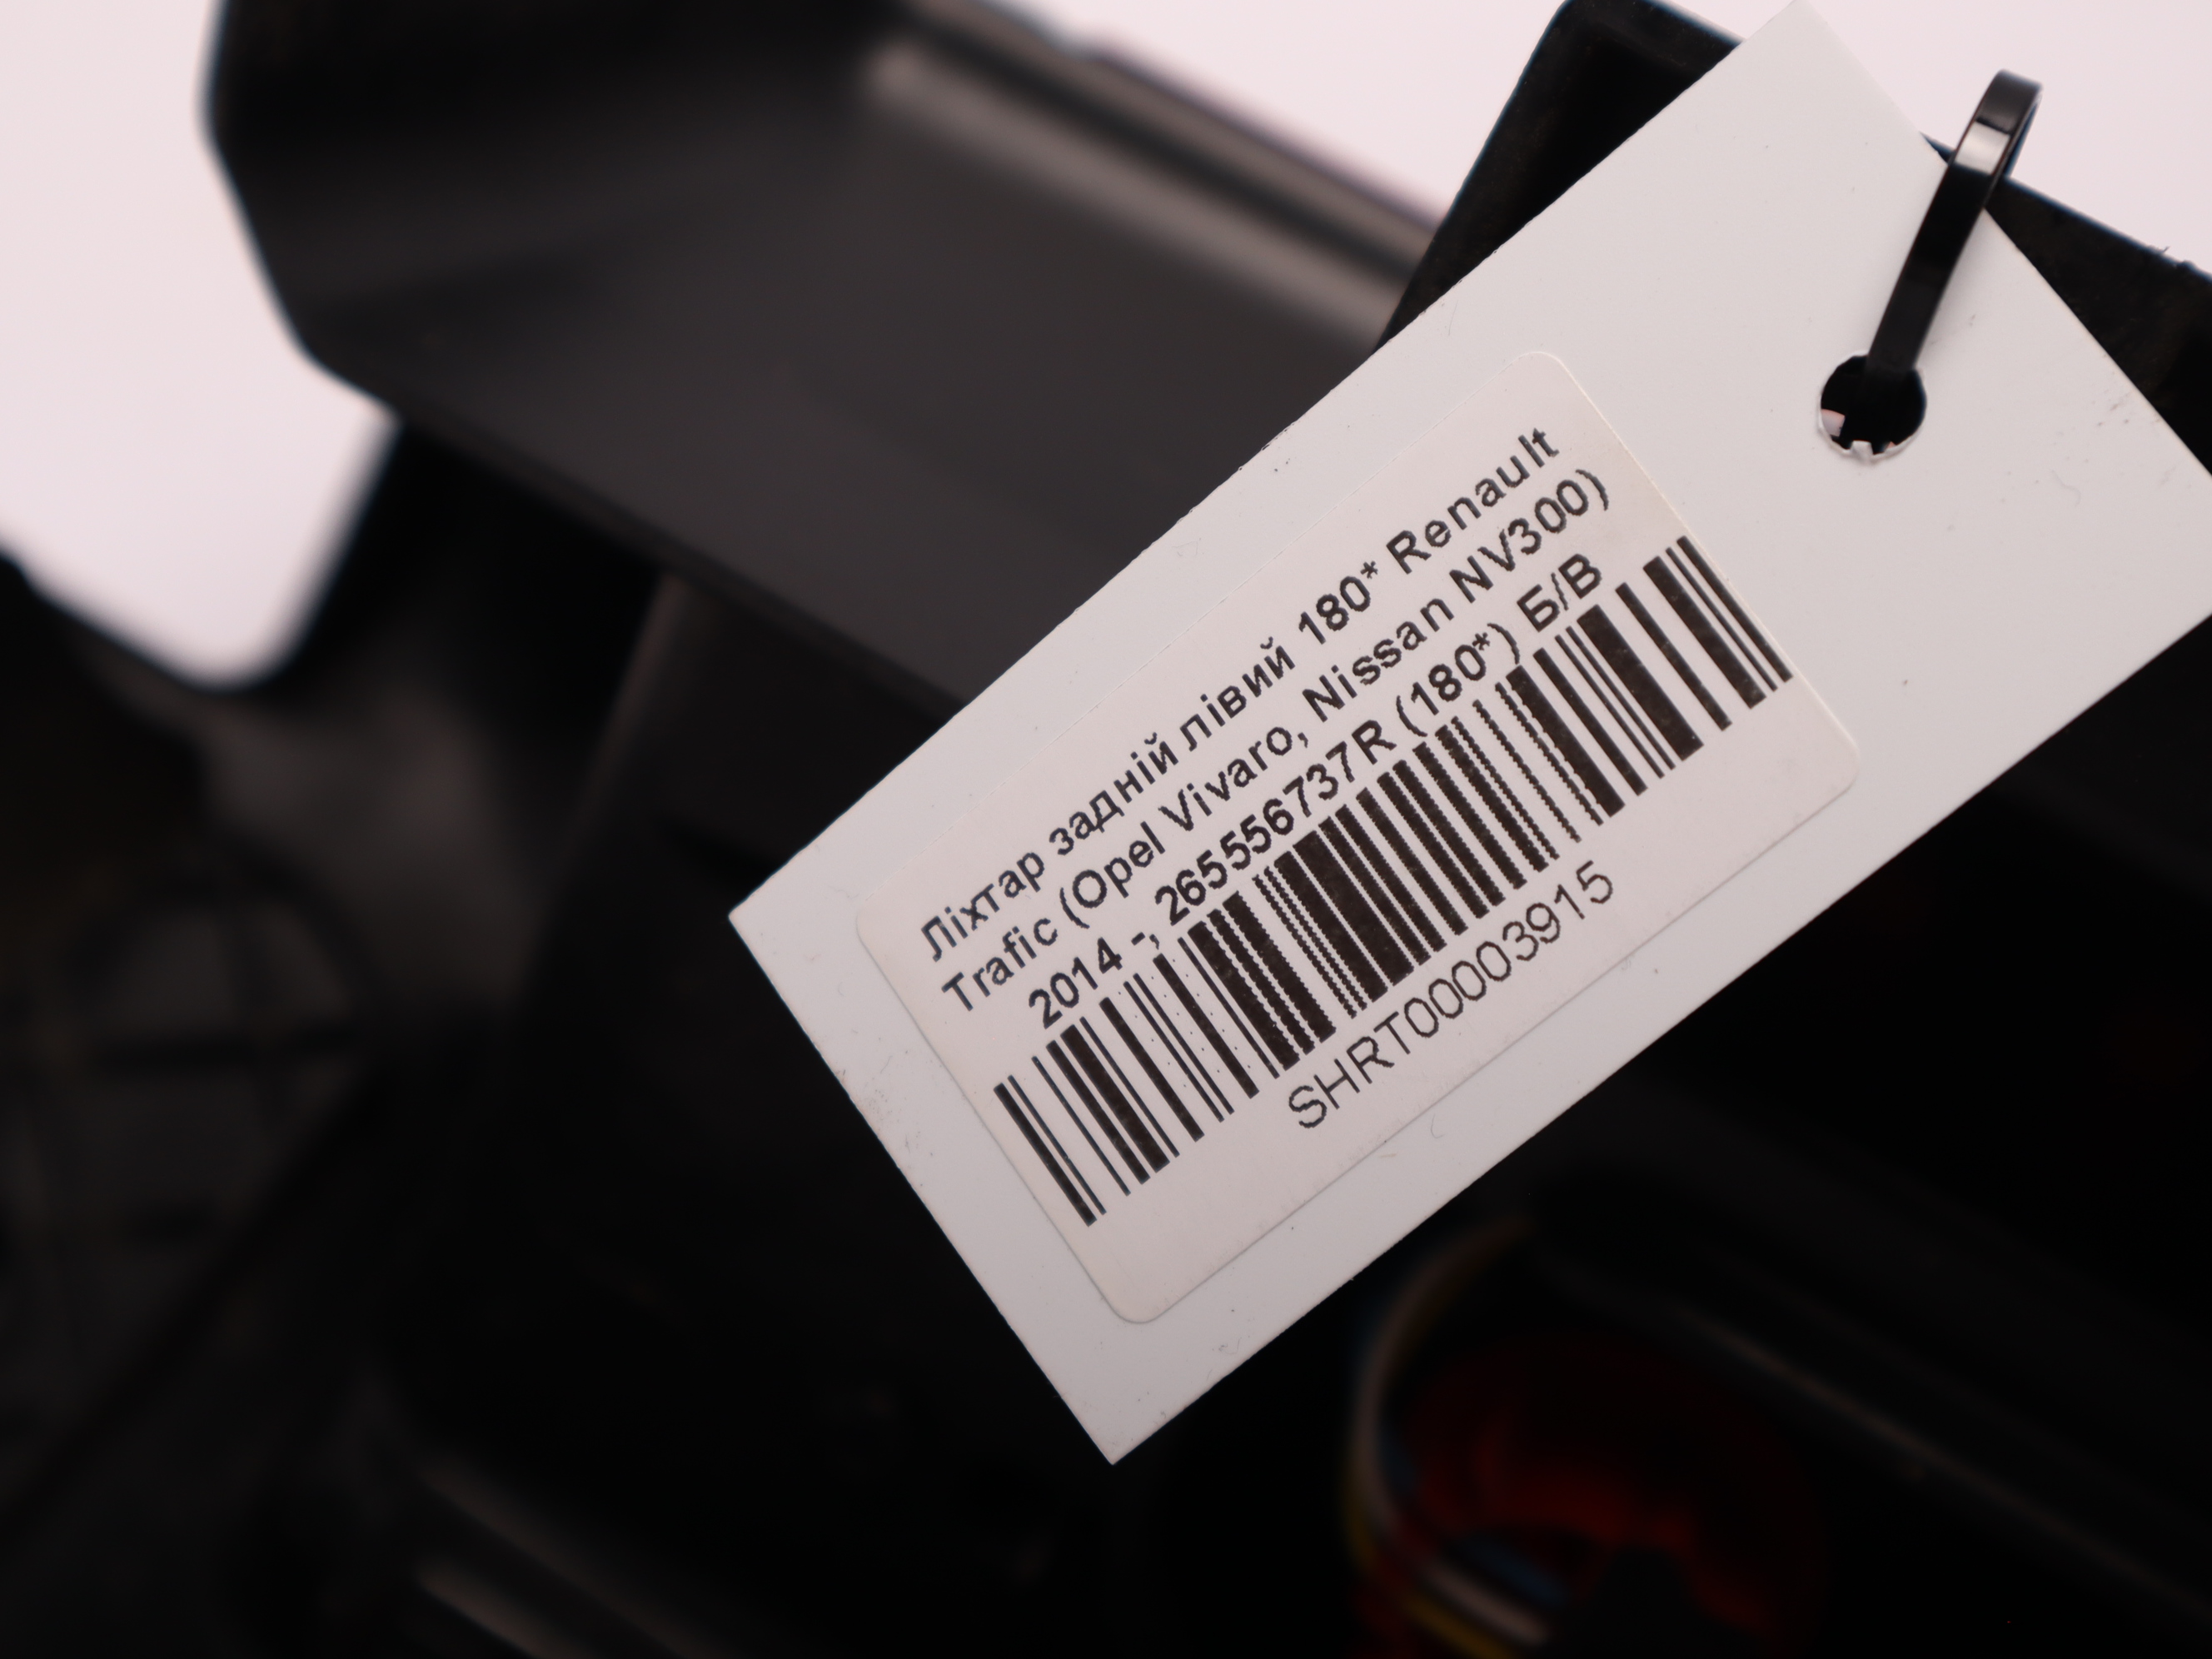 Ліхтар задній лівий 180* Renault
Trafic (Opel Vivaro, Nissan NV300)
2014 -, 265556737R (180*) Б/В
SHRT00003915